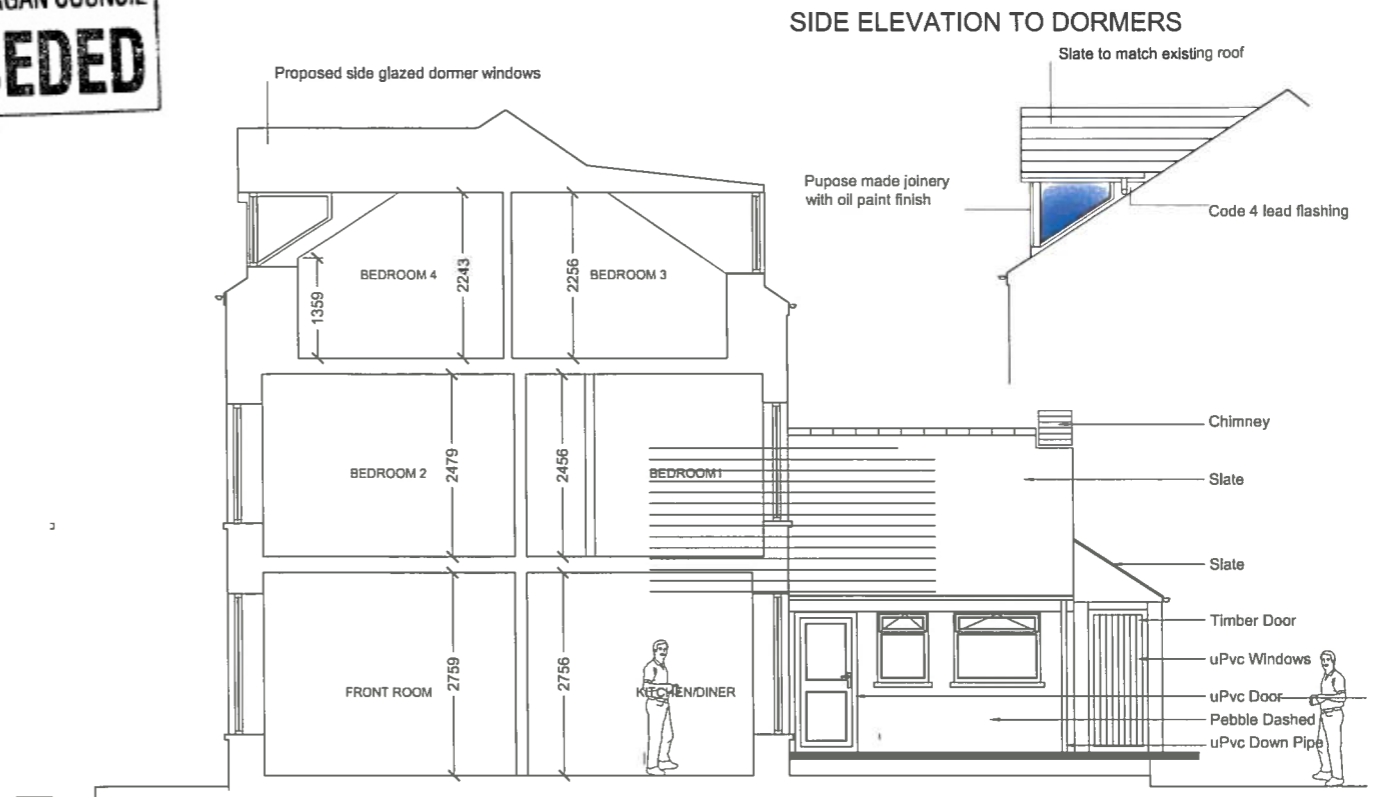 COUNCIL
SIDE ELEVATION TO DORMERS
Slate to match existing roof
Proposed side glazed dormer windows
Pupose made joinery
with oil paint finish
Code 4 lead flashing
BEDROOM 4
2243
2256
BEDROOM 3
1359
BEDROOM 2
2479
2456
BEDROOM1
Chimney
Slate
Slate
Timber Door
uPvc Windows
uPvc Door
Pebble Dashed
uPvc Down Pipe
FRONT ROOM
2759
2756
KITCHEN/DINER